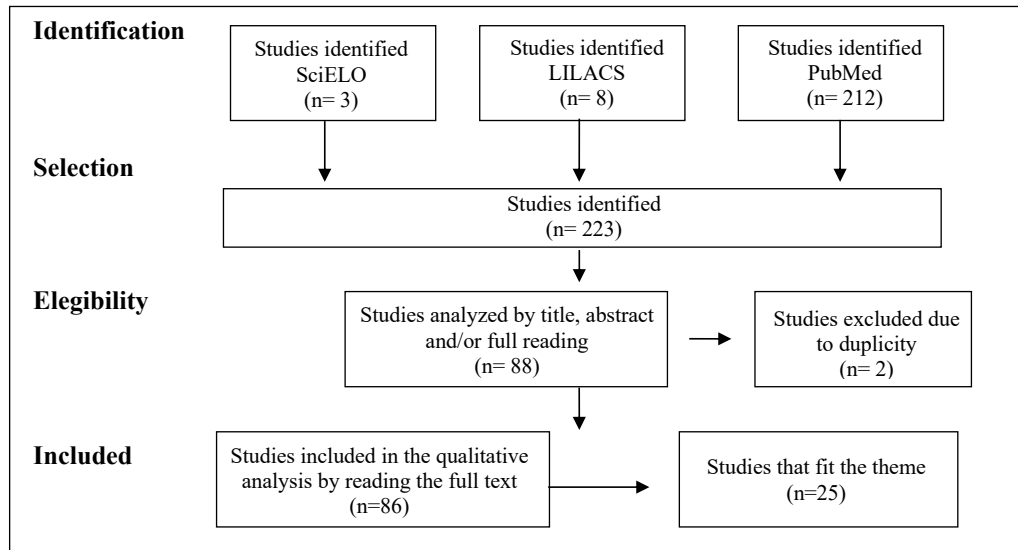 Identification
Studies identified
SciELO
(n= 3)
Studies identified
LILACS
(n= 8)
Studies identified
PubMed
(n= 212)
Selection
Studies identified
(n= 223)
Elegibility
Studies analyzed by title, abstract
and/or full reading
(n= 88)
Studies excluded due
to duplicity
(n= 2)
Included
Studies included in the qualitative
analysis by reading the full text
(n=86)
Studies that fit the theme
(n=25)